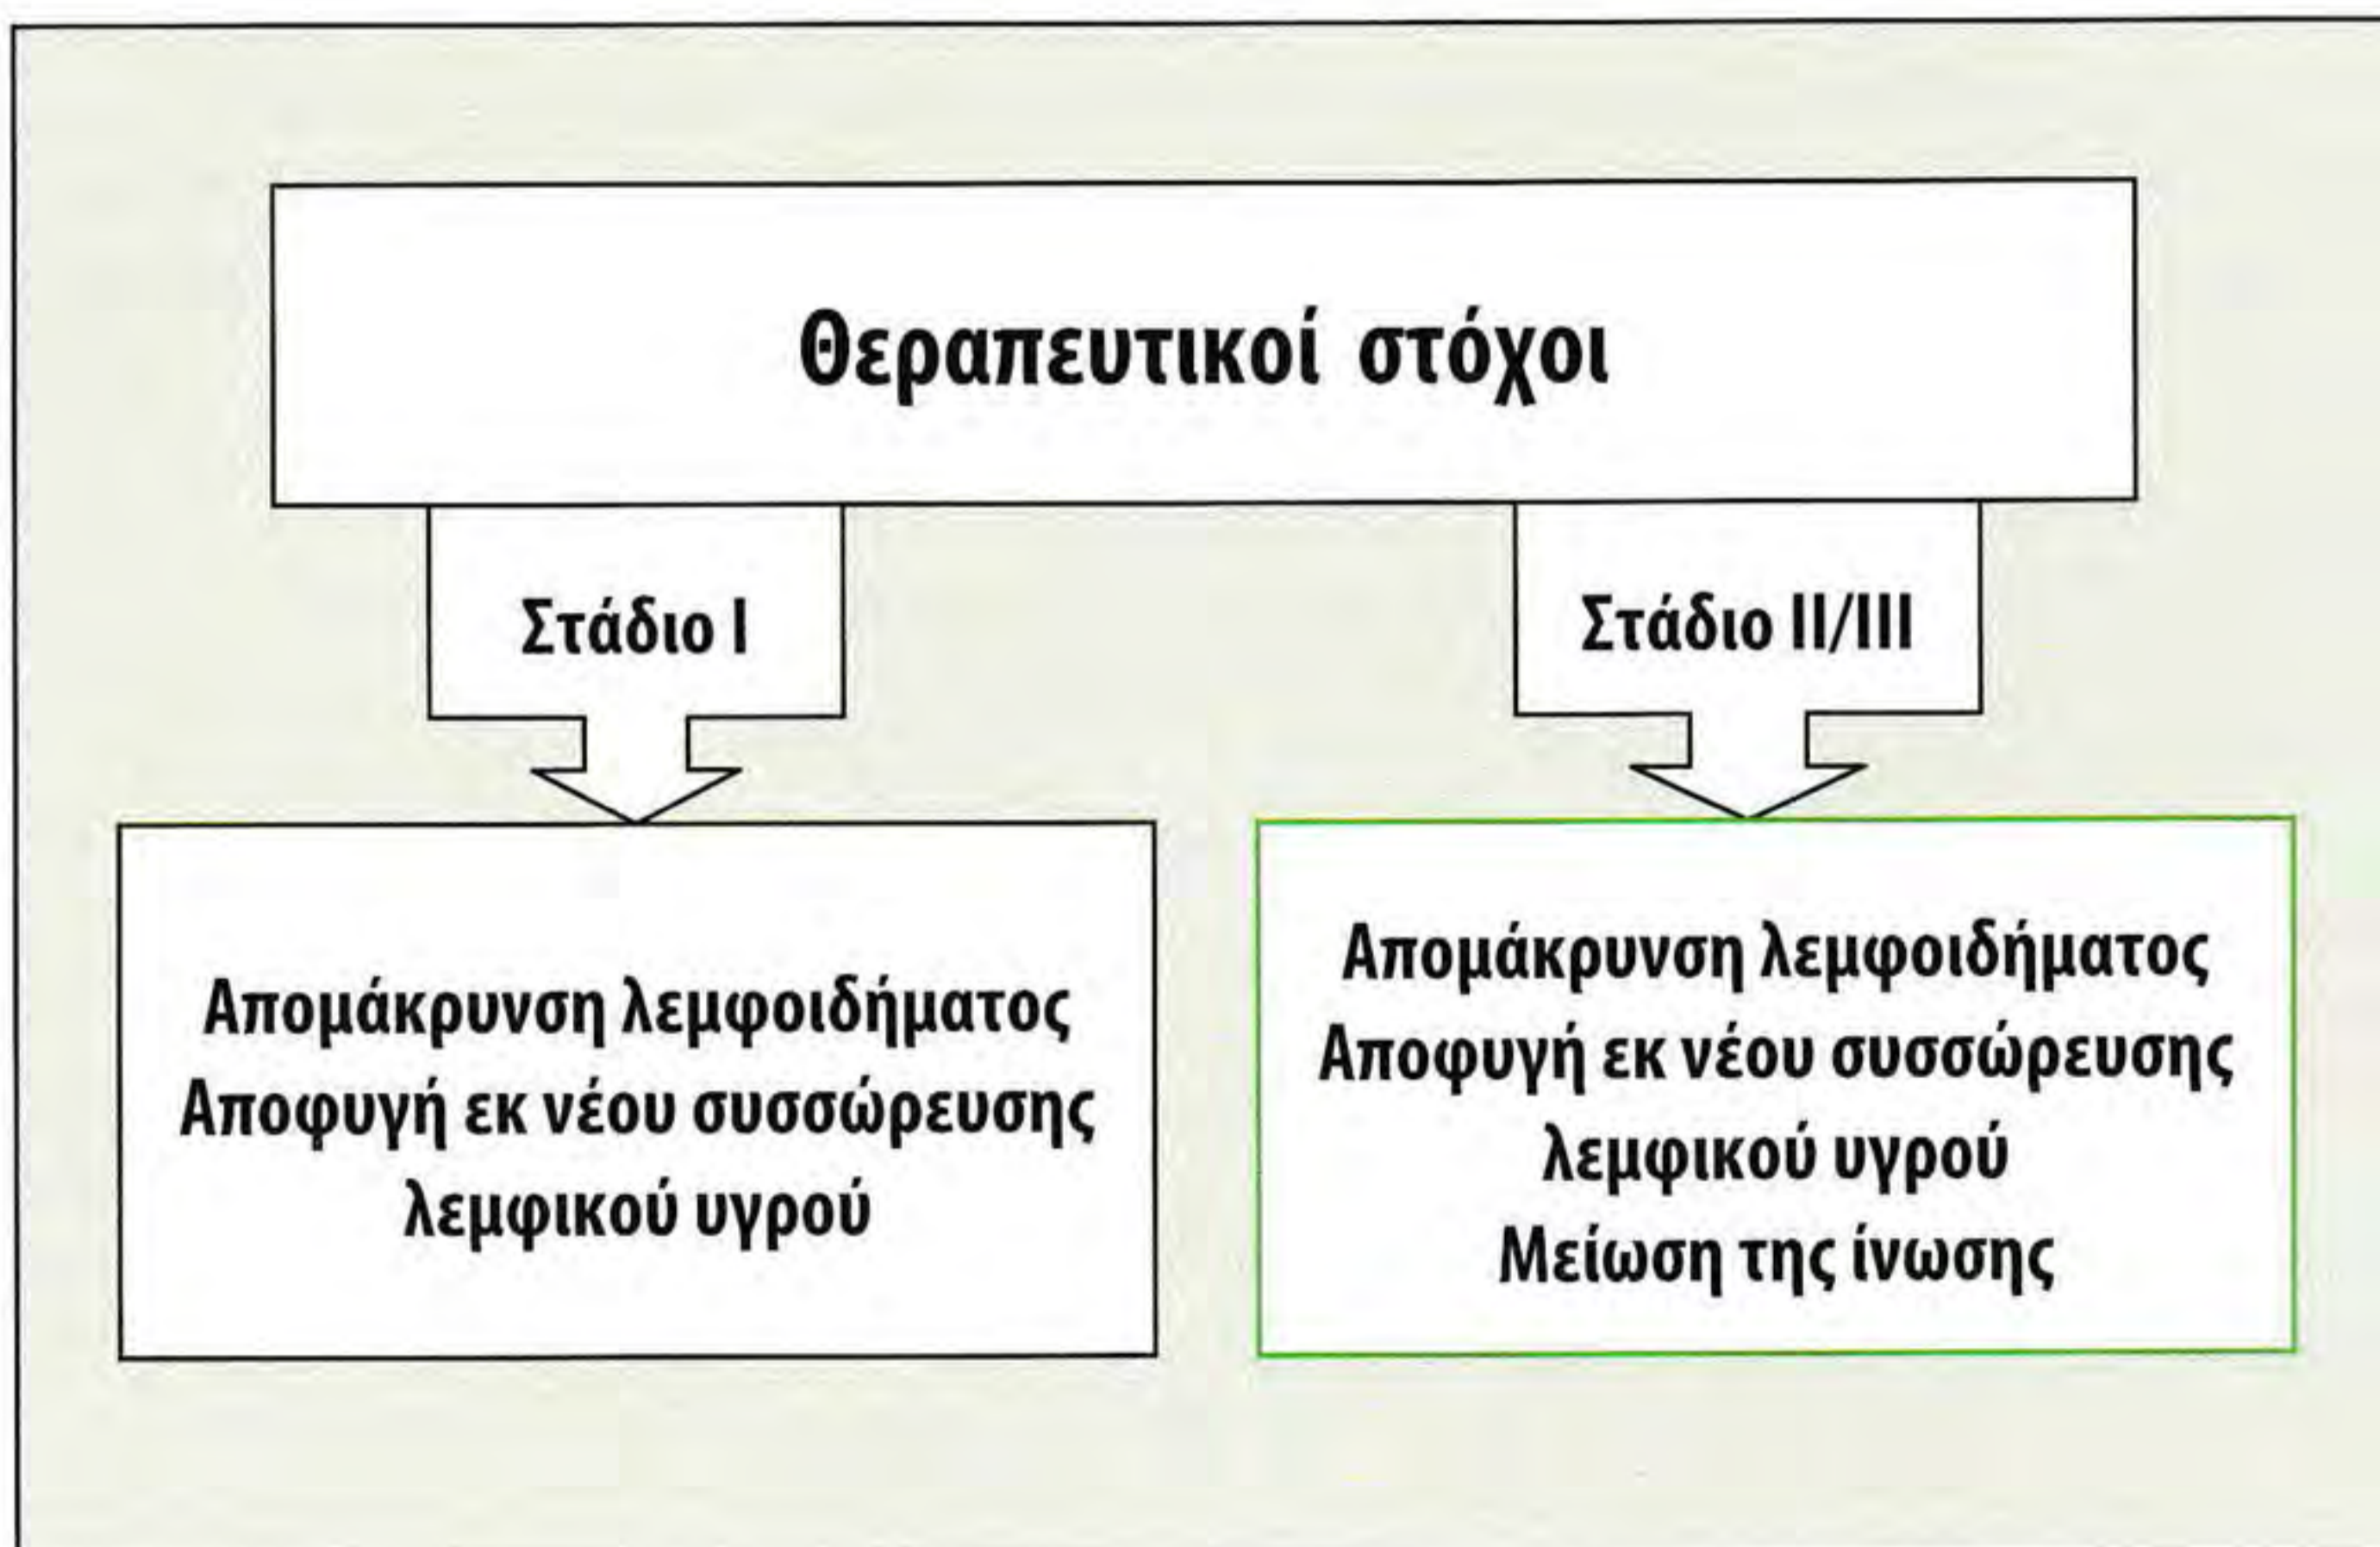 Θεραπευτικοί στόχοι
Στάδιο I
Στάδιο II/III
Απομάκρυνση λεμφοιδήματος
Αποφυγή εκ νέου συσσώρευσης
λεμφικού υγρού
Απομάκρυνση λεμφοιδήματος
Αποφυγή εκ νέου συσσώρευσης
λεμφικού υγρού
Μείωση της ίνωσης